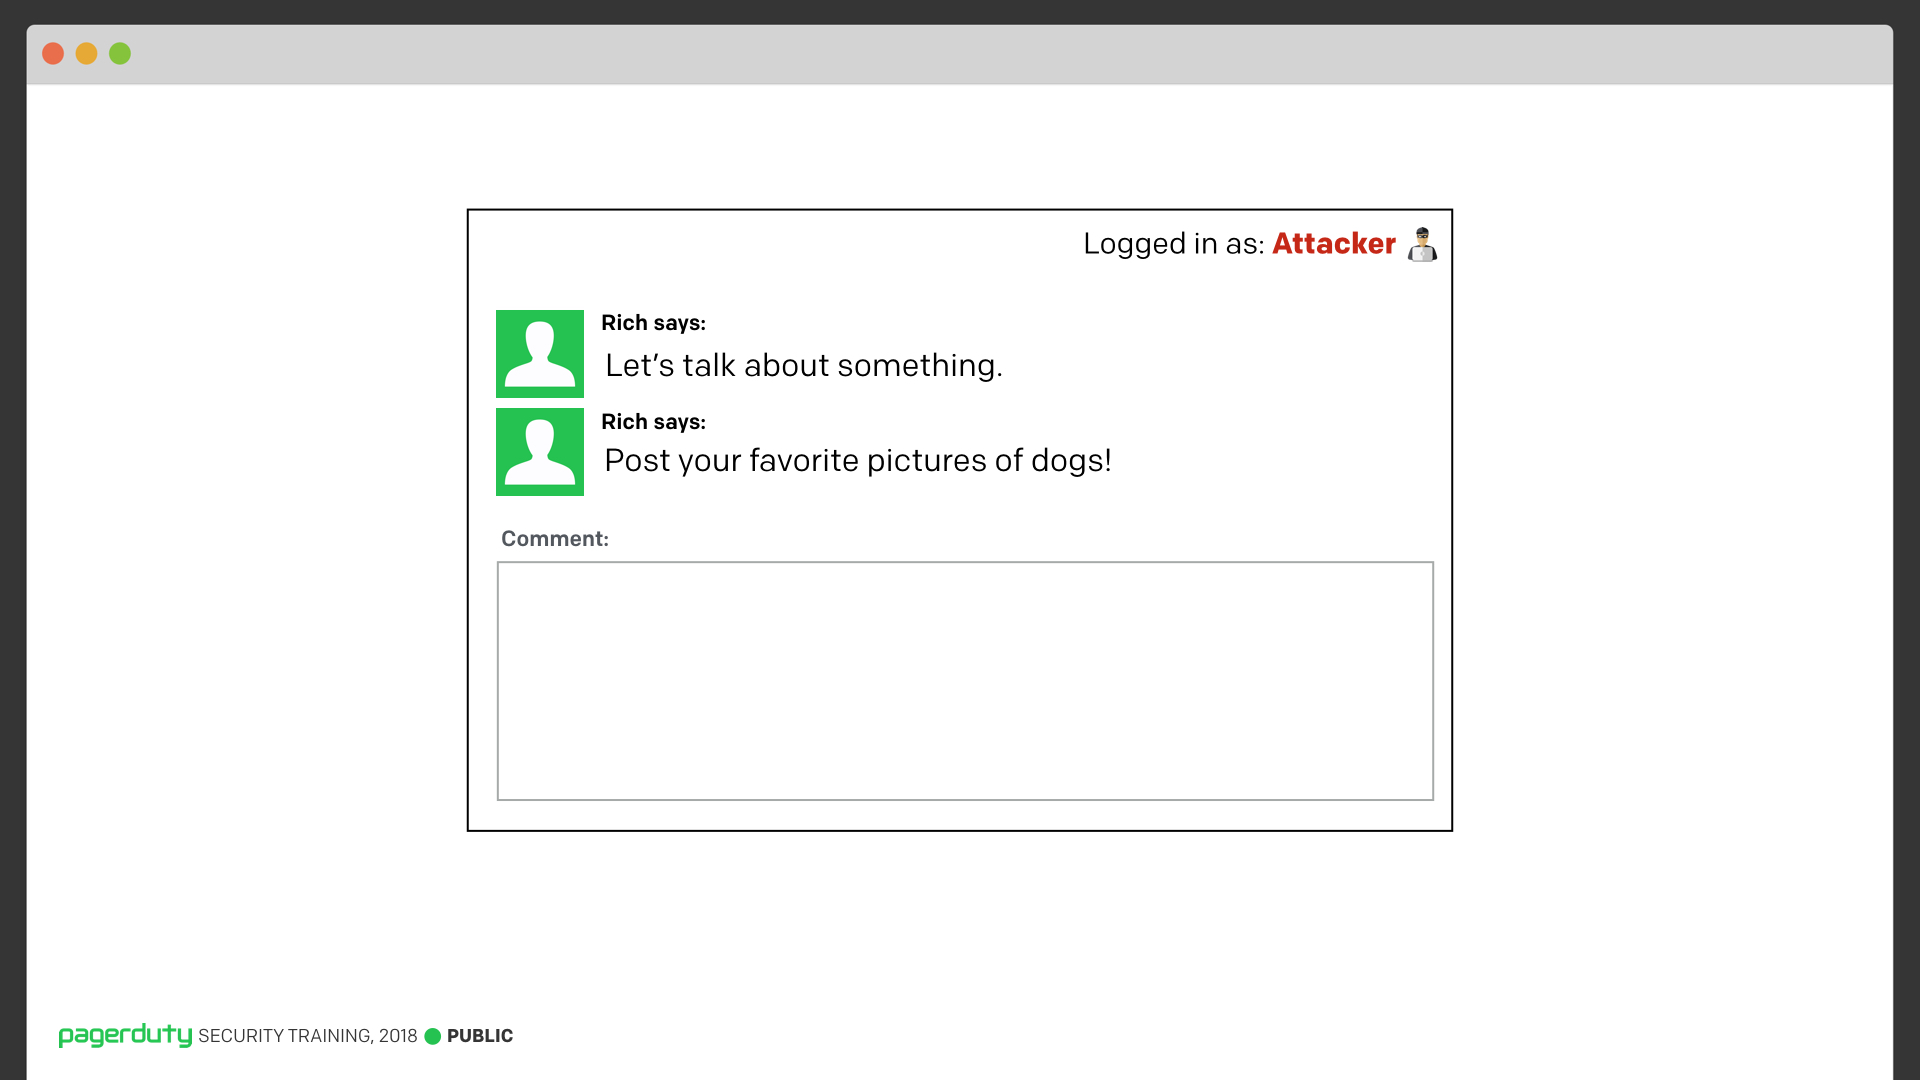 Logged in as: Attacker
Rich says:
Let’s talk about something.
Rich says:
Post your favorite pictures of dogs!
Comment:
pagerduty SECURITY TRAINING, 2018 PUBLIC